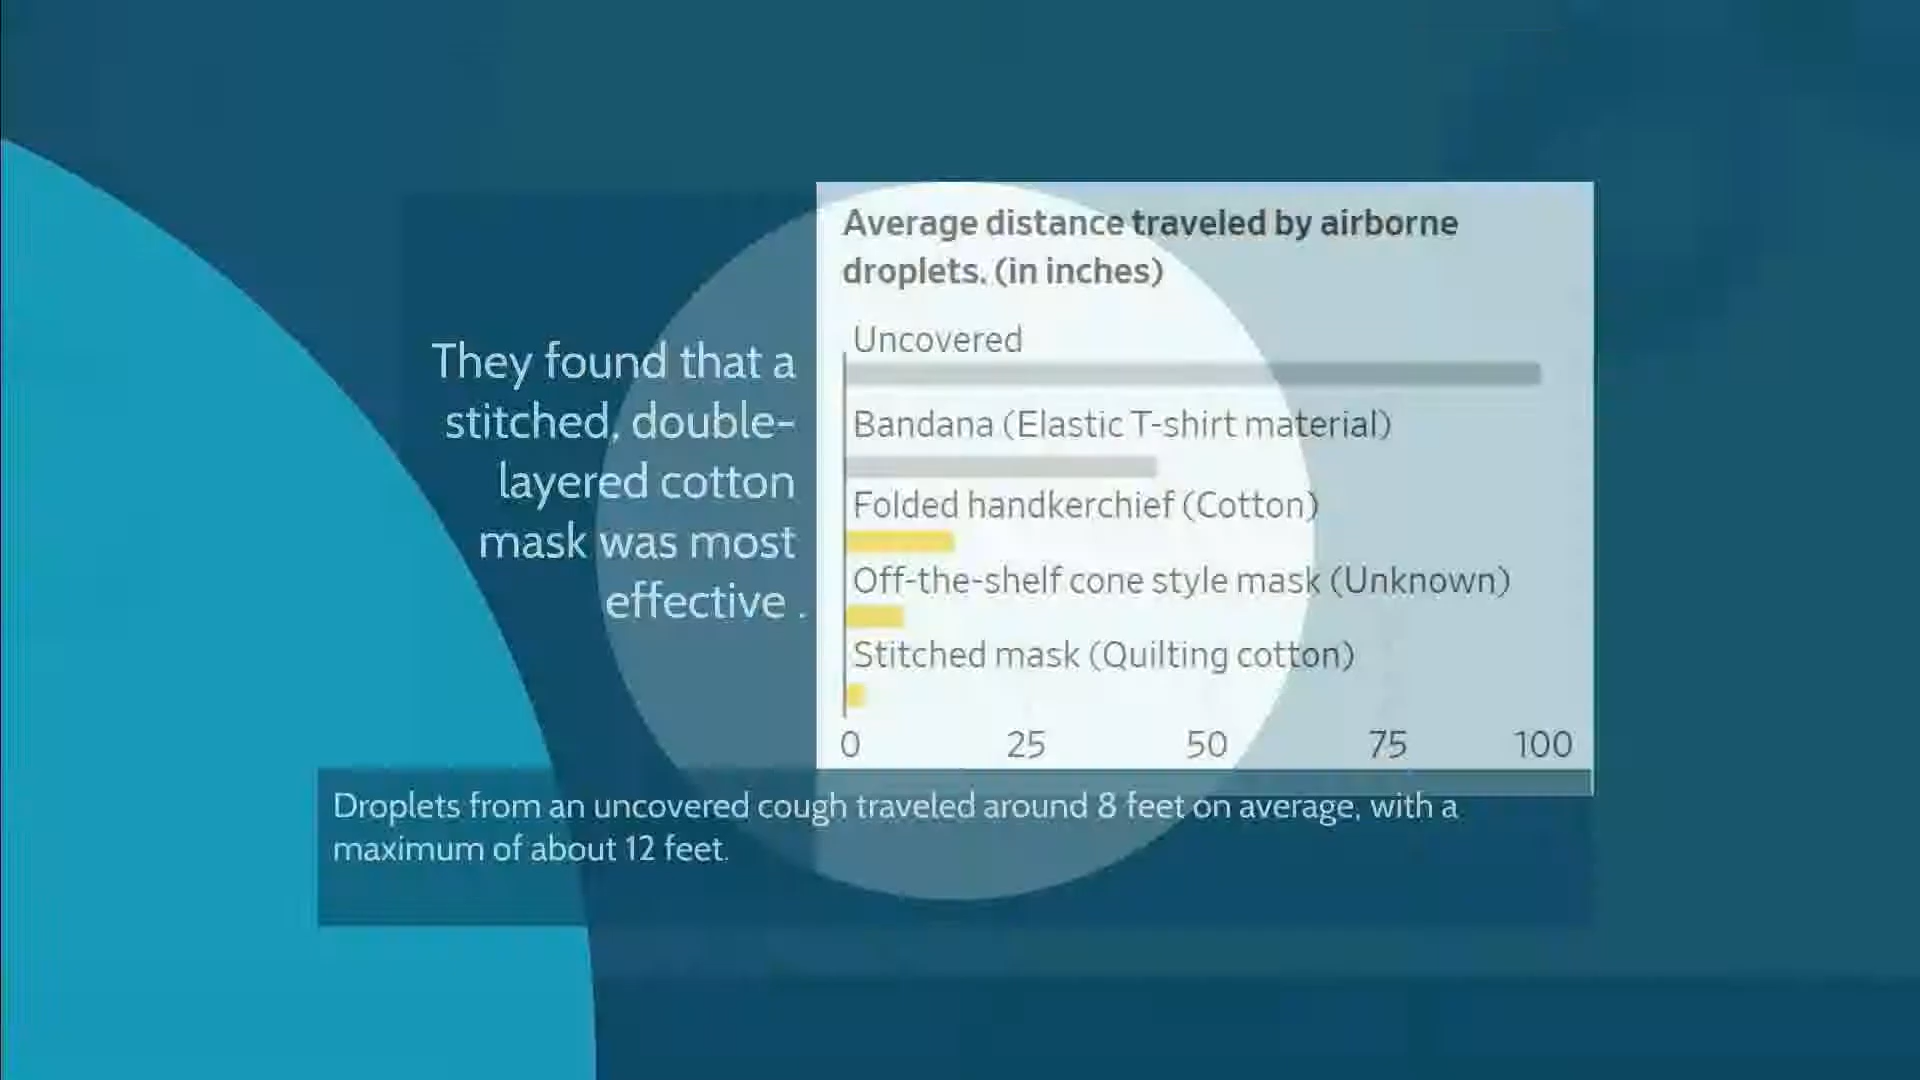 They found that a
stitched, double-
layered cotton
mask was most
effective .
Average distance traveled by airborne
droplets. (in inches)
Uncovered
Bandana (Elastic T-shirt material)
Folded handkerchief (Cotton)
Off-the-shelf cone style mask (Unknown)
Stitched mask (Quilting cotton)
0 25 50 75 100
Droplets from an uncovered cough traveled around 8 feet on average, with a
maximum of about 12 feet.